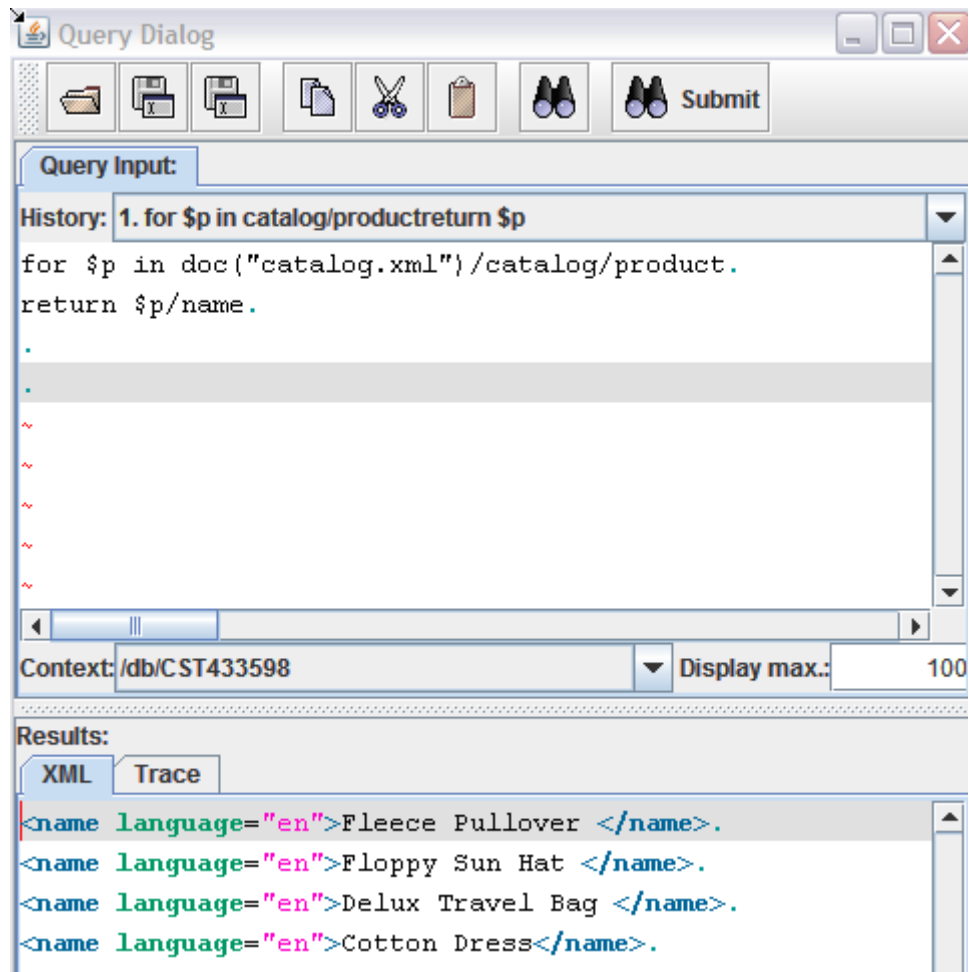 Query Dialog
Submit
Query Input:
History: 1. for $p in catalog/productreturn $p
for $p in doc("catalog.xml")/catalog/product.
return $p/name.
.
.
~
~
~
~
~
Context: /db/CST433598 Display max.: 100
Results:
XML Trace
<name language="en">Fleece Pullover </name>.
<name language="en">Floppy Sun Hat </name>.
<name language="en">Delux Travel Bag </name>.
<name language="en">Cotton Dress</name>.